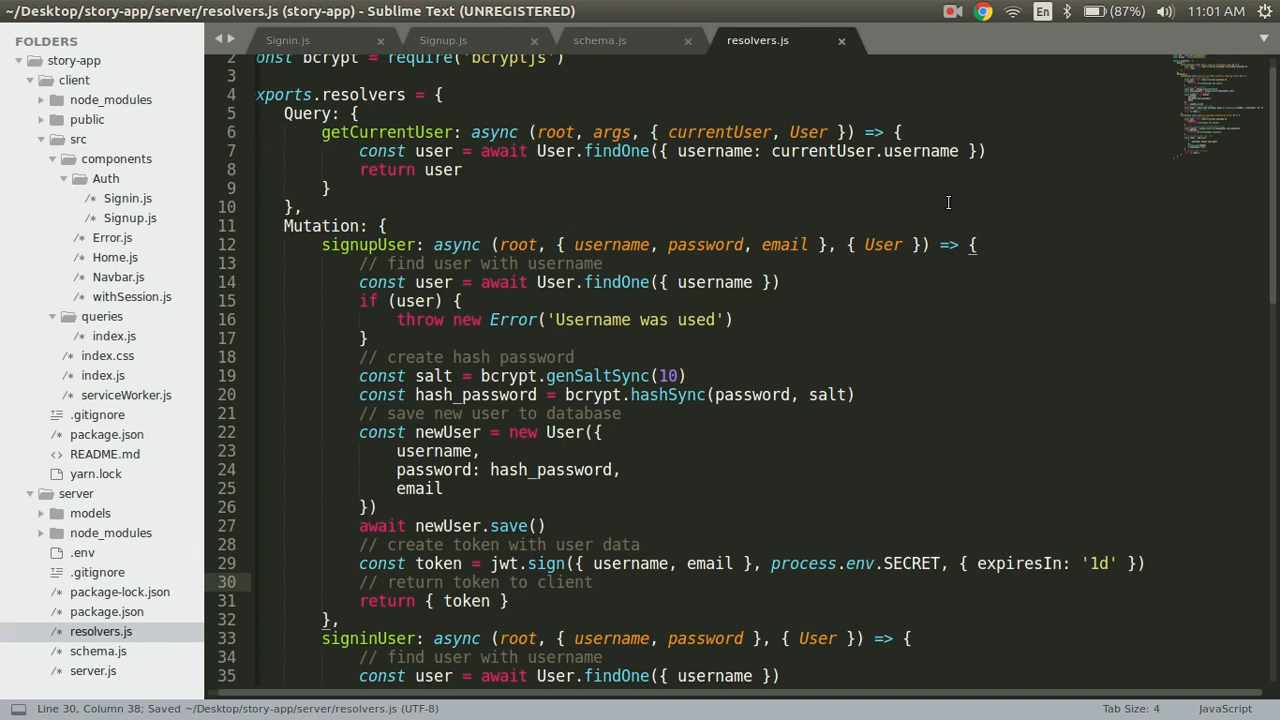 ~/Desktop/story-app/server/resolvers.js (story-app) - Sublime Text (UNREGISTERED)
En (87%) 11:01 AM
FOLDERS
story-app
client
node_modules
public
src
components
Auth
/* Signin.js
/* Signup.js
/* Error.js
/* Home.js
/* Navbar.js
/* withSession.js
queries
/* index.js
/* index.css
/* index.js
/* serviceWorker.js
.gitignore
/* package.json
<> README.md
/* yarn.lock
server
models
node_modules
.env
.gitignore
/* package-lock.json
/* package.json
/* resolvers.js
/* schema.js
/* server.js
Signin.js × Signup.js × schema.js × resolvers.js ×
2 onst bcrypt = require('bcryptjs')
3
4 xports.resolvers = {
5 Query: {
6 getCurrentUser: async (root, args, { currentUser, User }) => {
7 const user = await User.findOne({ username: currentUser.username })
8 return user
9 }
10 },
11 Mutation: {
12 signupUser: async (root, { username, password, email }, { User }) => {
13 // find user with username
14 const user = await User.findOne({ username })
15 if (user) {
16 throw new Error('Username was used')
17 }
18 // create hash password
19 const salt = bcrypt.genSaltSync(10)
20 const hash_password = bcrypt.hashSync(password, salt)
21 // save new user to database
22 const newUser = new User({
23 username,
24 password: hash_password,
25 email
26 })
27 await newUser.save()
28 // create token with user data
29 const token = jwt.sign({ username, email }, process.env.SECRET, { expiresIn: '1d' })
30 // return token to client
31 return { token }
32 },
33 signinUser: async (root, { username, password }, { User }) => {
34 // find user with username
35 const user = await User.findOne({ username })
Line 30, Column 38; Saved ~/Desktop/story-app/server/resolvers.js (UTF-8) Tab Size: 4 JavaScript